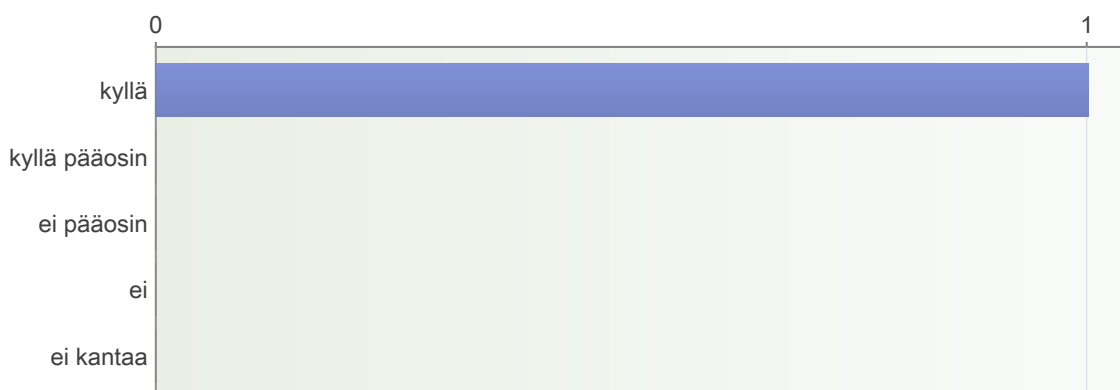 0 1
kyllä
kyllä pääosin
ei pääosin
ei
ei kantaa